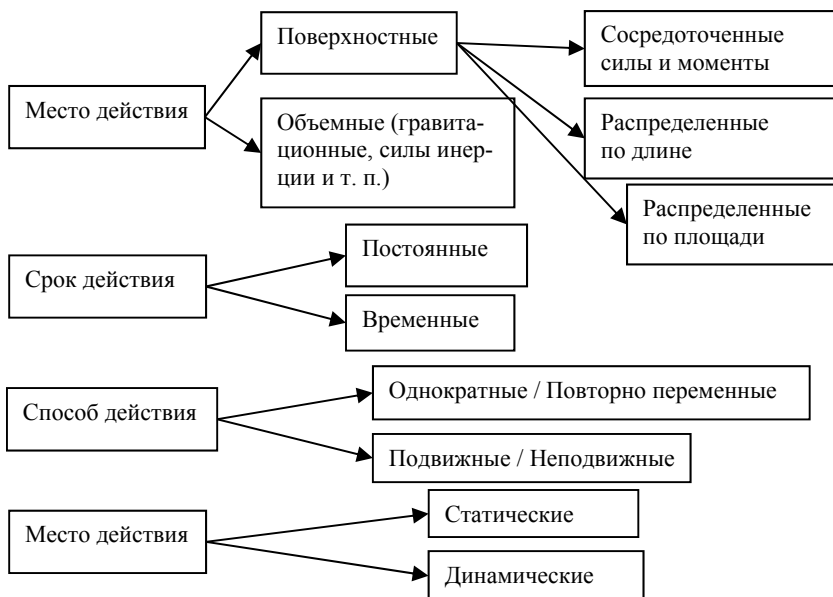 Место действия
Поверхностные
Объемные (гравита-
ционные, силы инер-
ции и т. п.)
Сосредоточенные
силы и моменты
Распределенные
по длине
Распределенные
по площади
Срок действия
Постоянные
Временные
Способ действия
Однократные / Повторно переменные
Подвижные / Неподвижные
Место действия
Статические
Динамические